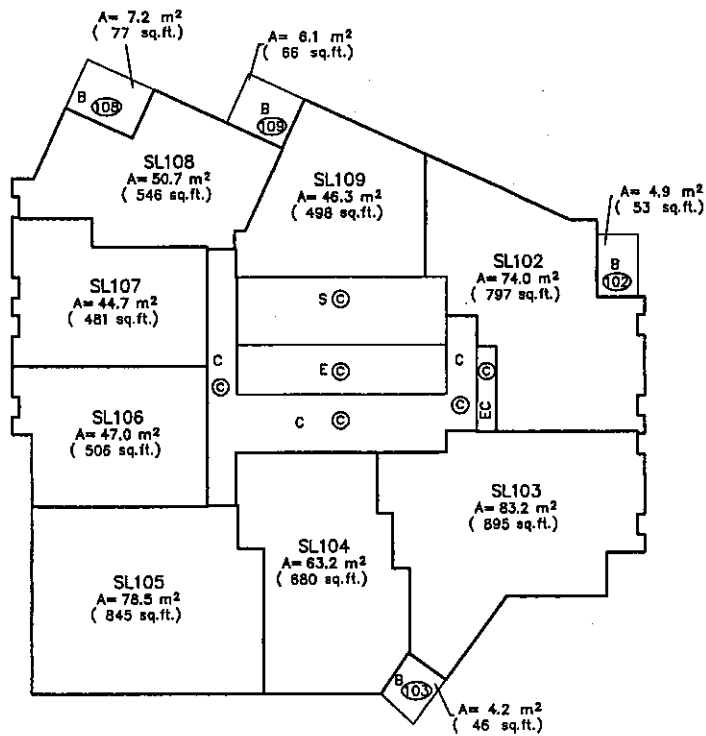 A= 7.2 m²
( 77 sq.ft.)
A= 6.1 m²
( 66 sq.ft.)
B
108
B
109
SL108
A= 50.7 m²
( 546 sq.ft.)
SL109
A= 46.3 m²
( 498 sq.ft.)
A= 4.9 m²
( 53 sq.ft.)
SL102
A= 74.0 m²
( 797 sq.ft.)
B
102
SL107
A= 44.7 m²
( 481 sq.ft.)
S C
C
C
E C
C
C
C
C
EC
C C
SL106
A= 47.0 m²
( 506 sq.ft.)
SL103
A= 83.2 m²
( 895 sq.ft.)
SL104
A= 63.2 m²
( 680 sq.ft.)
SL105
A= 78.5 m²
( 845 sq.ft.)
B
103
A= 4.2 m²
( 46 sq.ft.)